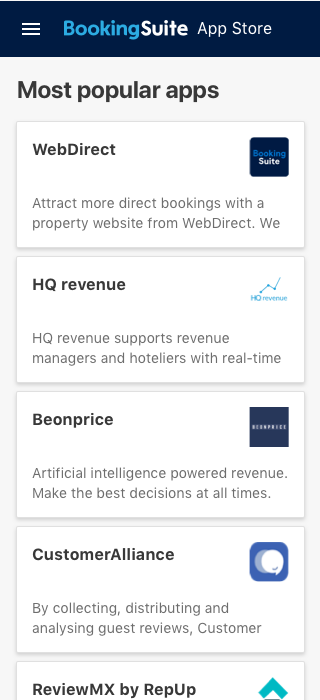 BookingSuite App Store
Most popular apps
WebDirect
Booking
Suite
Attract more direct bookings with a
property website from WebDirect. We
HQ revenue
HQ revenue
HQ revenue supports revenue
managers and hoteliers with real-time
Beonprice
BEONPRICE
Artificial intelligence powered revenue.
Make the best decisions at all times.
CustomerAlliance
By collecting, distributing and
analysing guest reviews, Customer
ReviewMX by RepUp